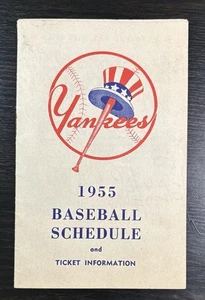 Yankees
1955
BASEBALL
SCHEDULE
and
TICKET INFORMATION